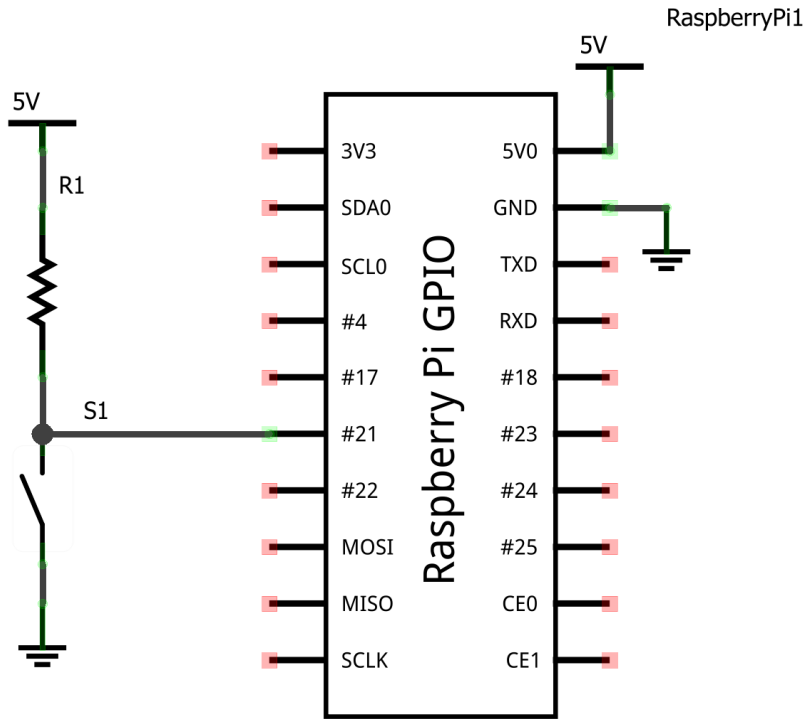 RaspberryPi1
5V
5V
R1
S1
3V3
SDA0
SCL0
#4
#17
#21
#22
MOSI
MISO
SCLK
Raspberry Pi GPIO
5V0
GND
TXD
RXD
#18
#23
#24
#25
CE0
CE1